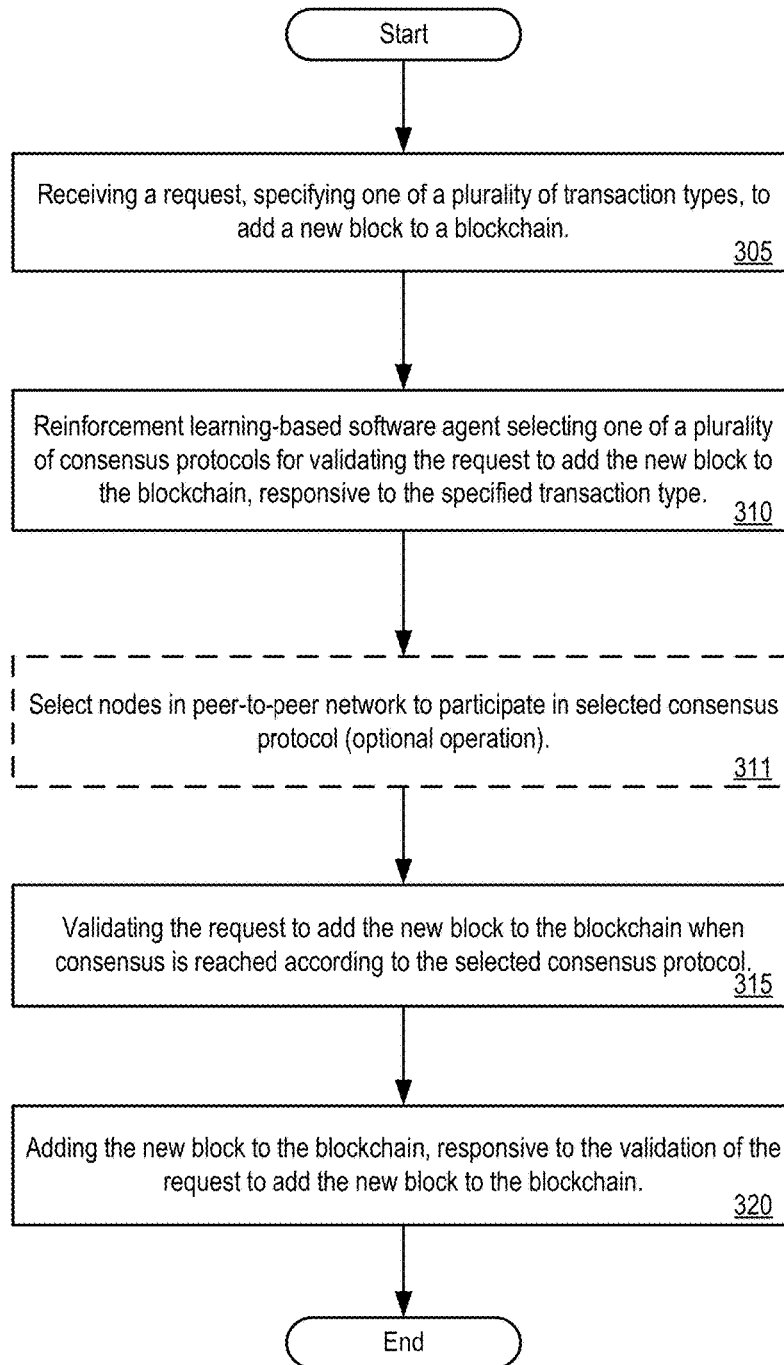 Start
Receiving a request, specifying one of a plurality of transaction types, to
add a new block to a blockchain.
305
Reinforcement learning-based software agent selecting one of a plurality
of consensus protocols for validating the request to add the new block to
the blockchain, responsive to the specified transaction type.
310
Select nodes in peer-to-peer network to participate in selected consensus
protocol (optional operation).
311
Validating the request to add the new block to the blockchain when
consensus is reached according to the selected consensus protocol.
315
Adding the new block to the blockchain, responsive to the validation of the
request to add the new block to the blockchain.
320
End